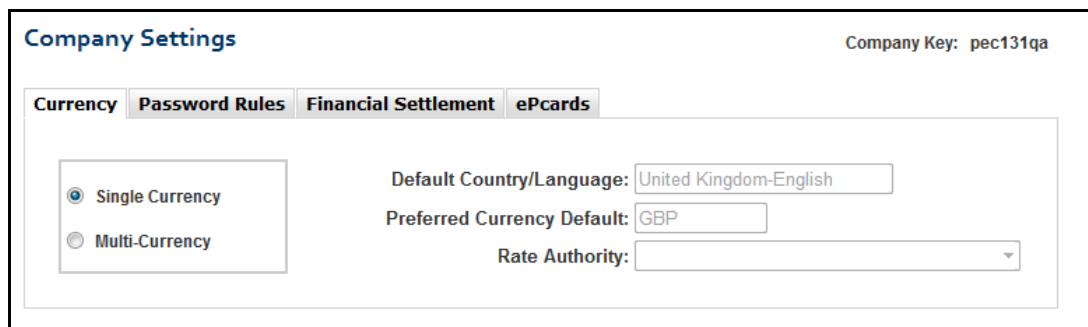 Company Settings
Company Key: pec131qa
Currency Password Rules Financial Settlement ePcards
Single Currency
Multi-Currency
Default Country/Language: United Kingdom-English
Preferred Currency Default: GBP
Rate Authority: